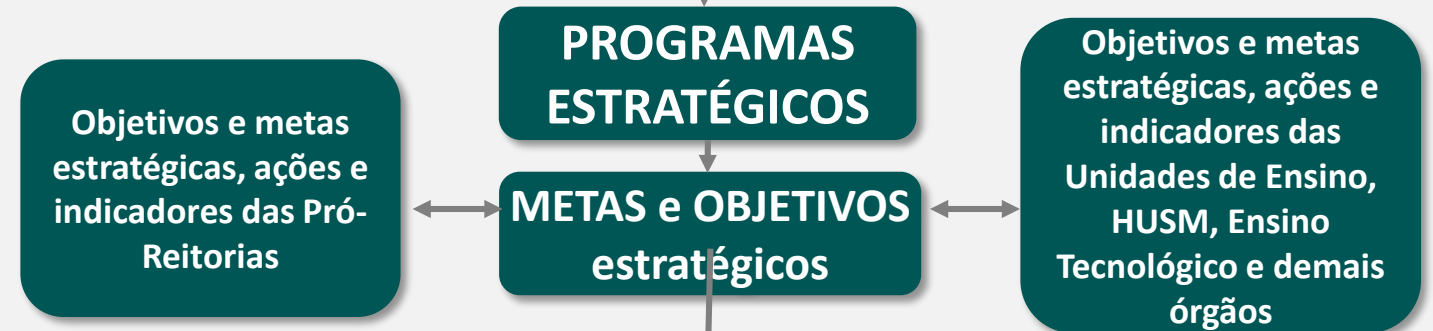 PROGRAMAS
ESTRATÉGICOS
Objetivos e metas
estratégicas, ações e
indicadores das Pró-
Reitorias
METAS e OBJETIVOS
estratégicos
Objetivos e metas
estratégicas, ações e
indicadores das
Unidades de Ensino,
HUSM, Ensino
Tecnológico e demais
órgãos